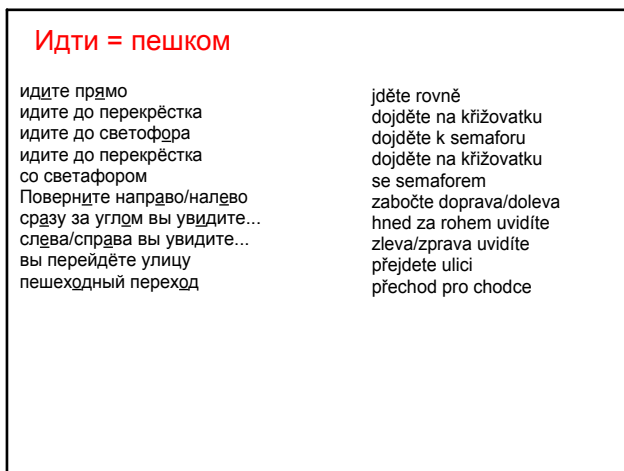 Идти = пешком
идите прямо
идите до перекрёстка
идите до светофора
идите до перекрёстка
со светафором
Поверните направо/налево
сразу за углом вы увидите...
слева/справа вы увидите...
вы перейдёте улицу
пешеходный переход
jděte rovně
dojděte na křižovatku
dojděte k semaforu
dojděte na křižovatku
se semaforem
zabočte doprava/doleva
hned za rohem uvidíte
zleva/zprava uvidíte
přejdete ulici
přechod pro chodce